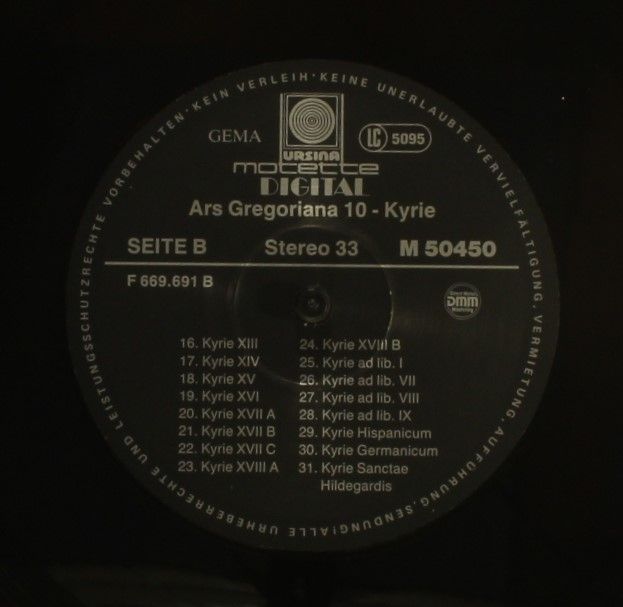 ALLE URHEBERRECHTE UND LEISTUNGSSCHUTZRECHTE VORBEHALTEN·KEIN VERLEIH·KEINE UNERLAUBTE VERVIELFÄLTIGUNG, VERMIETUNG, AUFFÜHRUNG, SENDUNG!
GEMA
LC 5095
URSINA
motette
DIGITAL
Ars Gregoriana 10 - Kyrie
SEITE B Stereo 33 M 50450
F 669.691 B
DMM
16. Kyrie XIII
17. Kyrie XIV
18. Kyrie XV
19. Kyrie XVI
20. Kyrie XVII A
21. Kyrie XVII B
22. Kyrie XVII C
23. Kyrie XVIII A
24. Kyrie XVIII B
25. Kyrie ad lib. I
26. Kyrie ad lib. VII
27. Kyrie ad lib. VIII
28. Kyrie ad lib. IX
29. Kyrie Hispanicum
30. Kyrie Germanicum
31. Kyrie Sanctae
Hildegardis